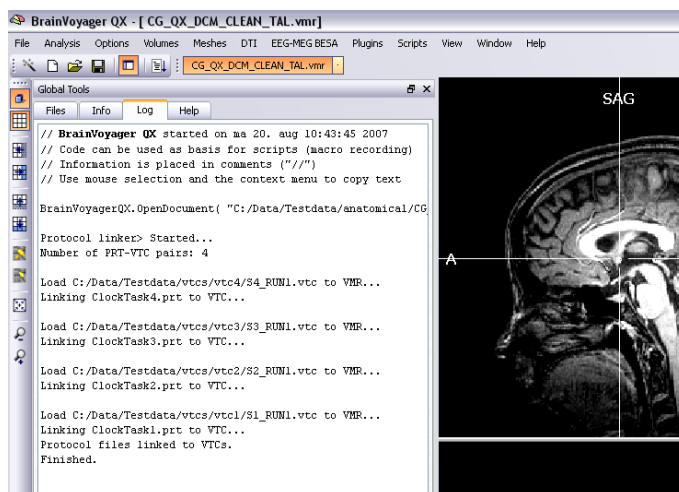 BrainVoyager QX - [ CG_QX_DCM_CLEAN_TAL.vmr]
File Analysis Options Volumes Meshes DTI EEG-MEG BESA Plugins Scripts View Window Help
CG_QX_DCM_CLEAN_TAL.vmr
Global Tools
Files Info Log Help
// BrainVoyager QX started on ma 20. aug 10:43:45 2007
// Code can be used as basis for scripts (macro recording)
// Information is placed in comments ("//")
// Use mouse selection and the context menu to copy text
BrainVoyagerQX.OpenDocument( "C:/Data/Testdata/anatomical/CG_
Protocol linker> Started...
Number of PRT-VTC pairs: 4
Load C:/Data/Testdata/vtcs/vtc4/S4_RUN1.vtc to VMR...
Linking ClockTask4.prt to VTC...
Load C:/Data/Testdata/vtcs/vtc3/S3_RUN1.vtc to VMR...
Linking ClockTask3.prt to VTC...
Load C:/Data/Testdata/vtcs/vtc2/S2_RUN1.vtc to VMR...
Linking ClockTask2.prt to VTC...
Load C:/Data/Testdata/vtcs/vtc1/S1_RUN1.vtc to VMR...
Linking ClockTask1.prt to VTC...
Protocol files linked to VTCs.
Finished.
SAG
A